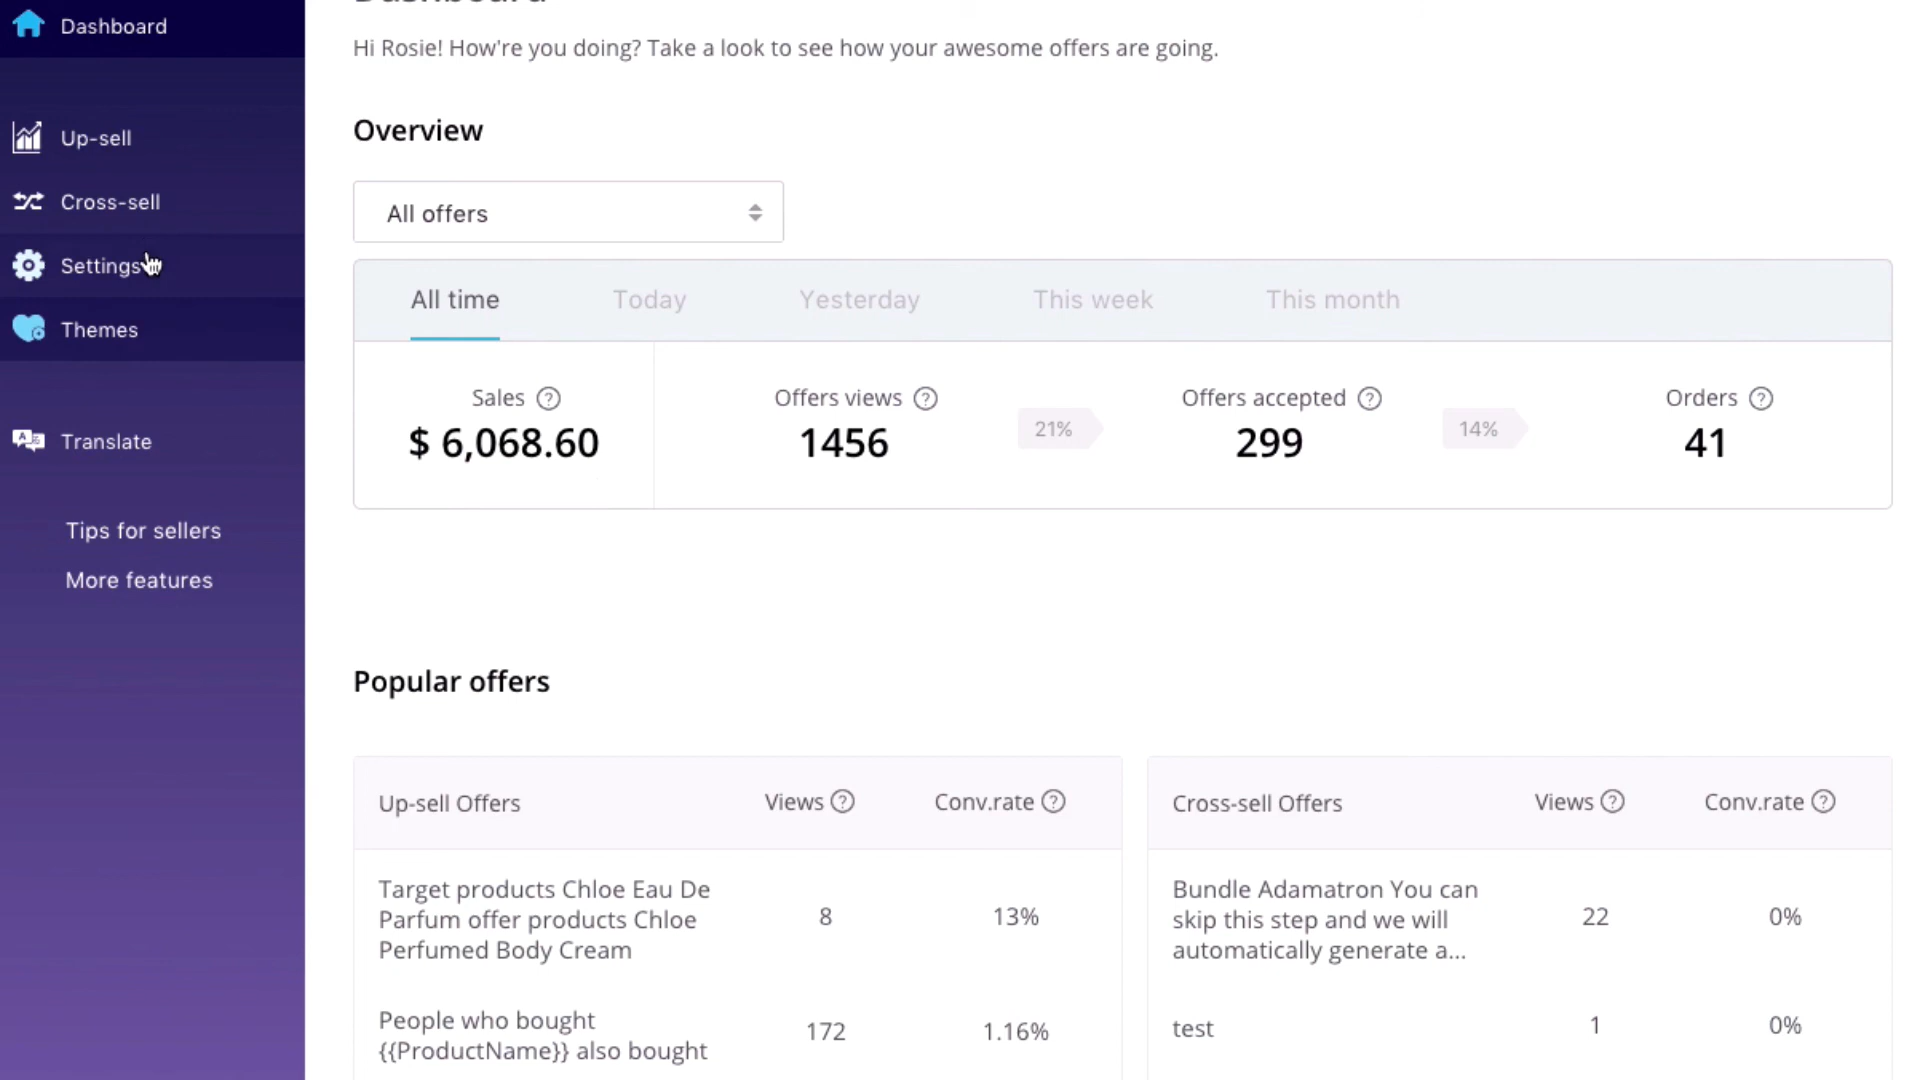 Dashboard
Up-sell
Cross-sell
Settings
Themes
Translate
Tips for sellers
More features
Dashboard
Hi Rosie! How're you doing? Take a look to see how your awesome offers are going.
Overview
All offers
All time Today Yesterday This week This month
Sales Offers views Offers accepted Orders
$ 6,068.60 1456 21% 299 14% 41
Popular offers
Up-sell Offers Views Conv.rate
Target products Chloe Eau De
Parfum offer products Chloe
Perfumed Body Cream
8 13%
People who bought
{{ProductName}} also bought
172 1.16%
Cross-sell Offers Views Conv.rate
Bundle Adamatron You can
skip this step and we will
automatically generate a...
22 0%
test 1 0%